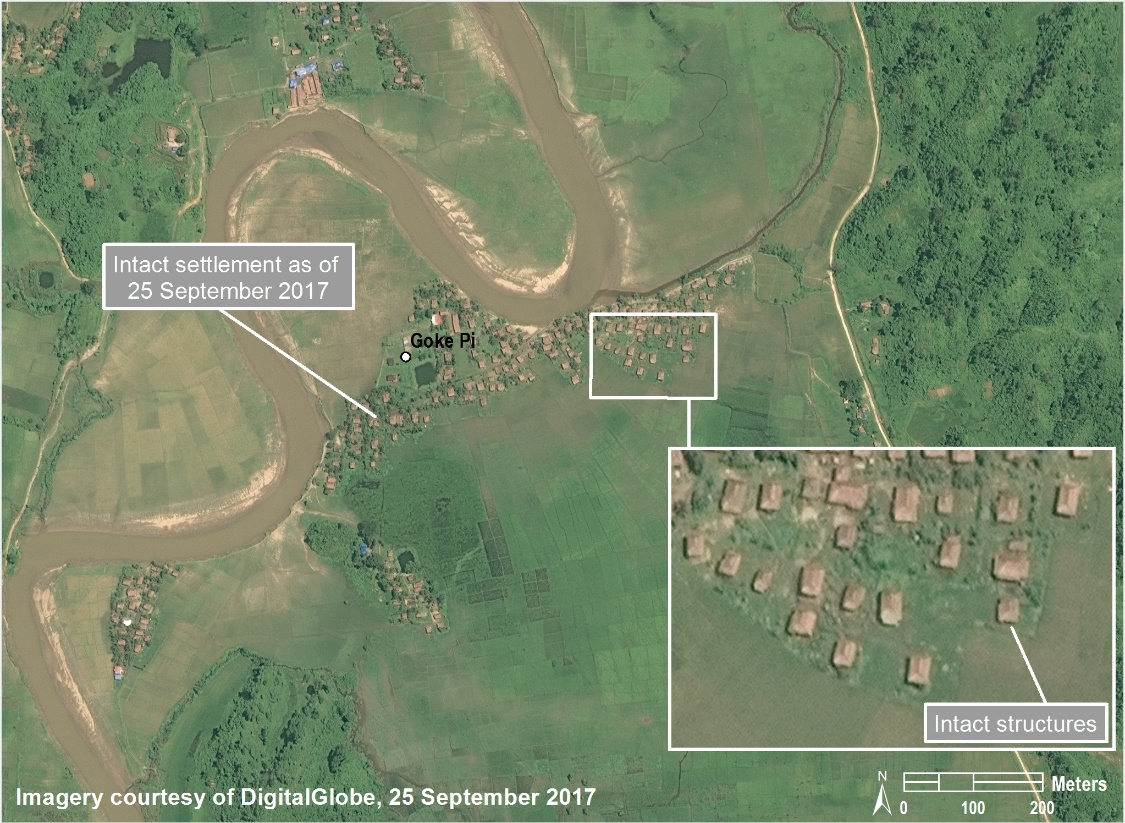 Intact settlement as of
25 September 2017
Goke Pi
Intact structures
Imagery courtesy of DigitalGlobe, 25 September 2017
N
Meters
0 100 200